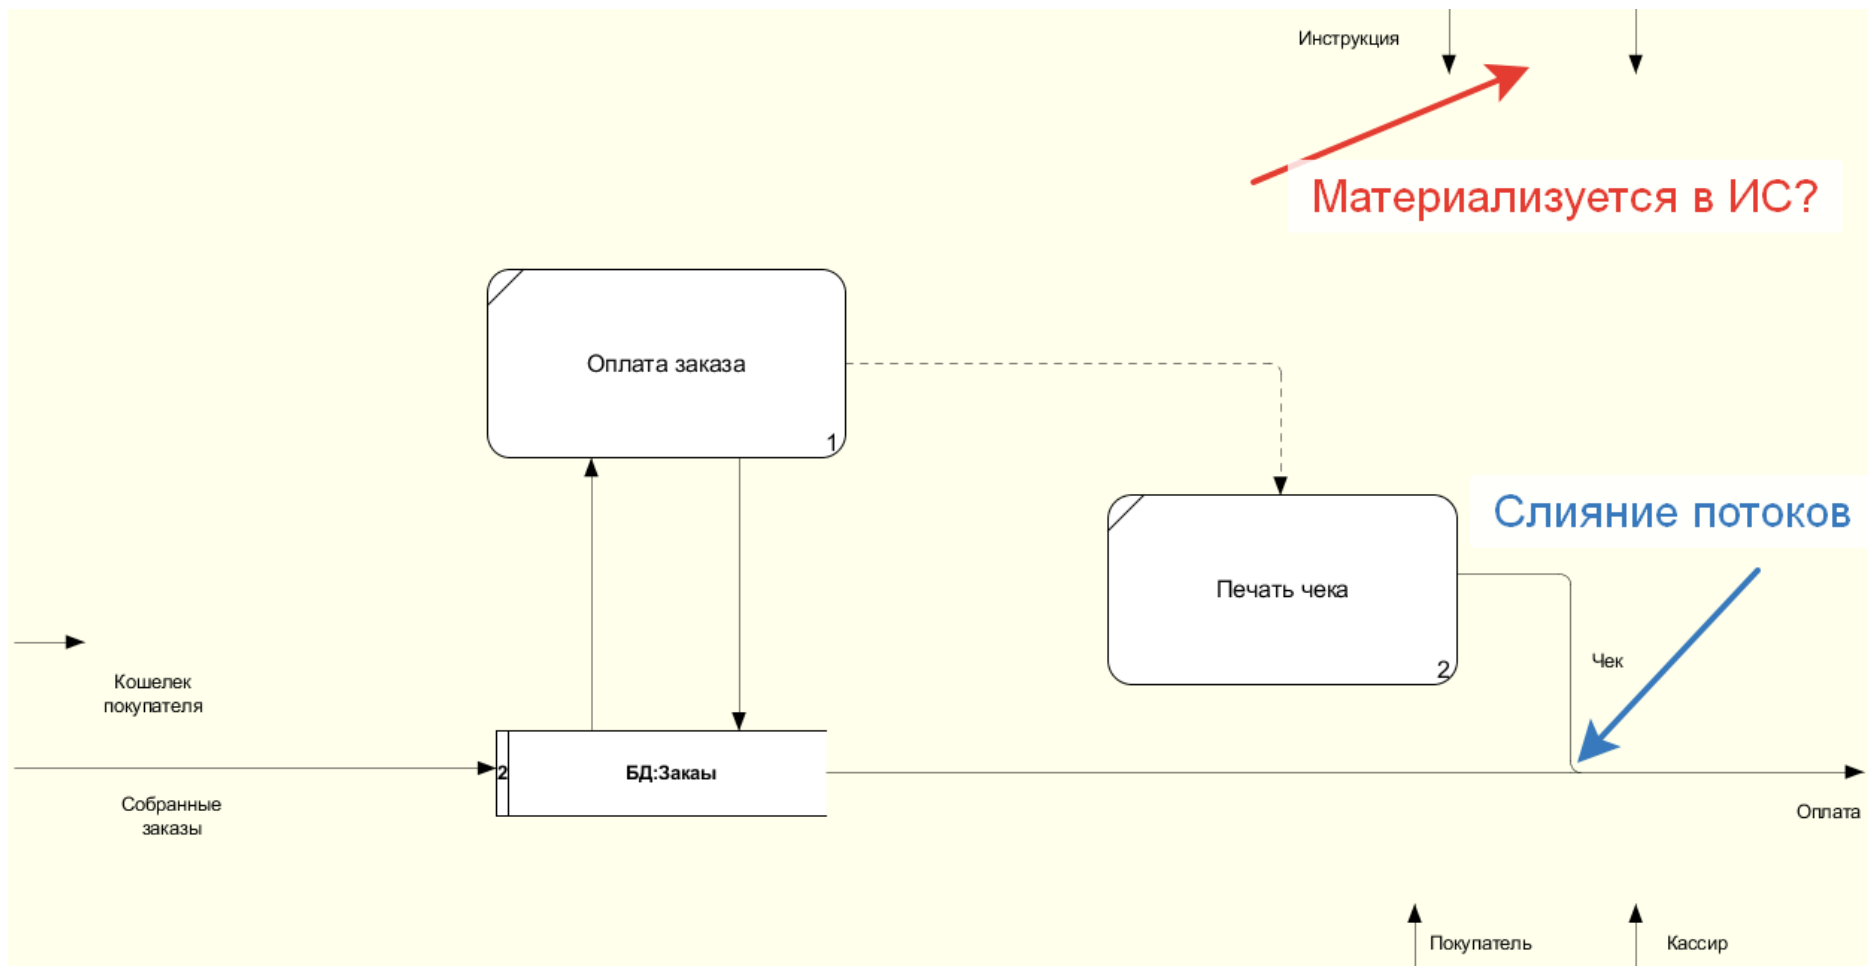 Инструкция
Материализуется в ИС?
Оплата заказа
1
Слияние потоков
Печать чека
2
Чек
Кошелек
покупателя
2
БД:Закаы
Собранные
заказы
Оплата
Покупатель
Кассир